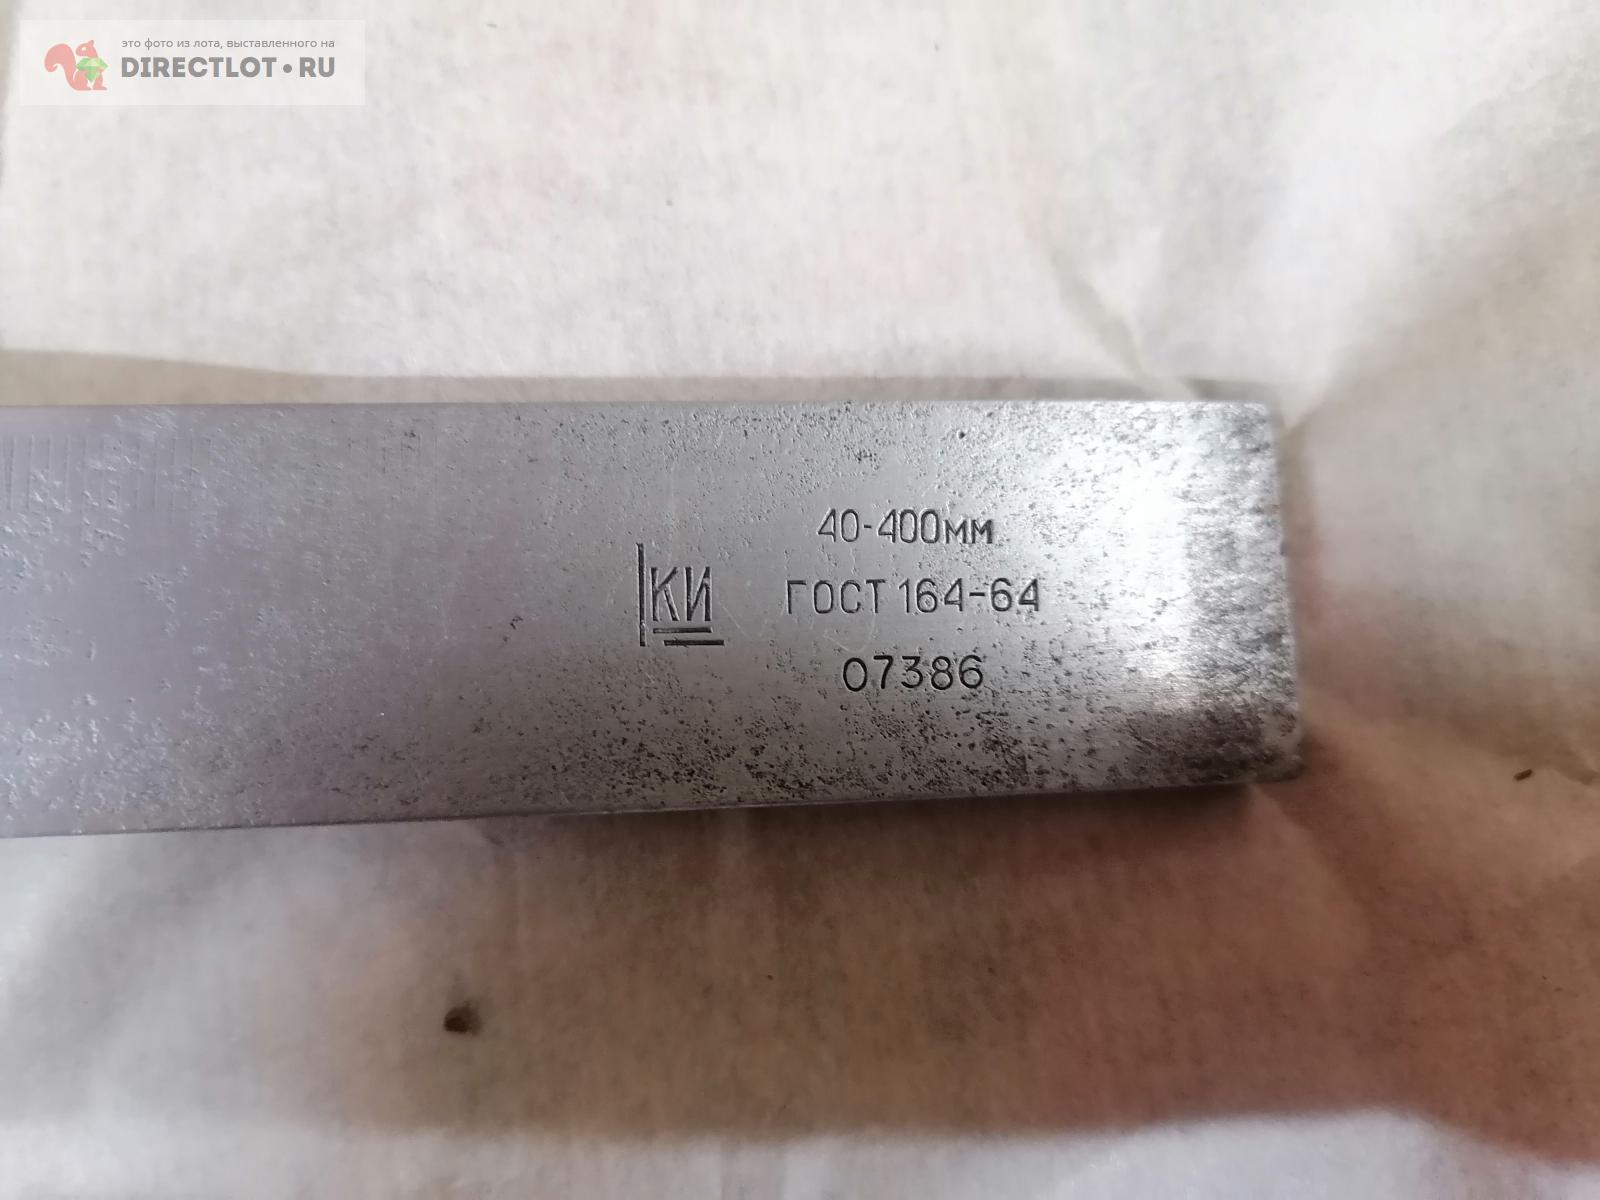 это фото из лота, выставленного на
DIRECTLOT•RU
40-400мм
КИ
ГОСТ 164-64
07386